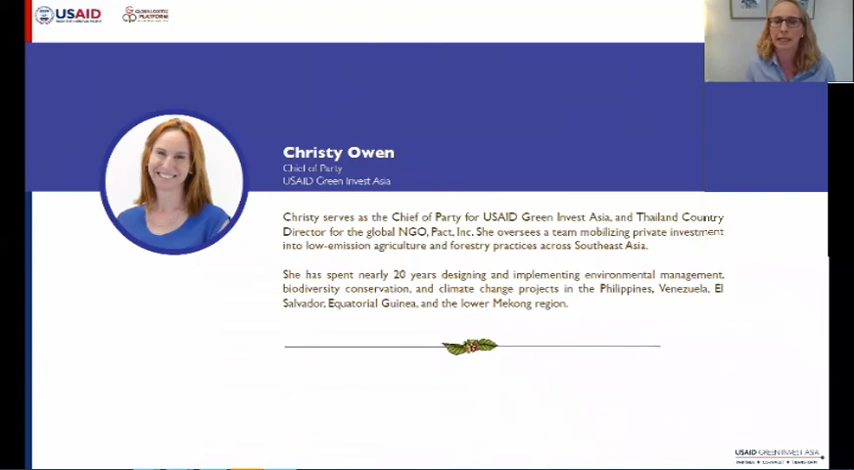 USAID
PLATFORM
Christy Owen
Chief of Party
USAID Green Invest Asia
Christy serves as the Chief of Party for USAID Green Invest Asia, and Thailand Country
Director for the global NGO, Pact, Inc. She oversees a team mobilizing private investment
into low-emission agriculture and forestry practices across Southeast Asia.
She has spent nearly 20 years designing and implementing environmental management,
biodiversity conservation, and climate change projects in the Philippines, Venezuela, El
Salvador, Equatorial Guinea, and the lower Mekong region.
USAID GREEN INVEST ASIA